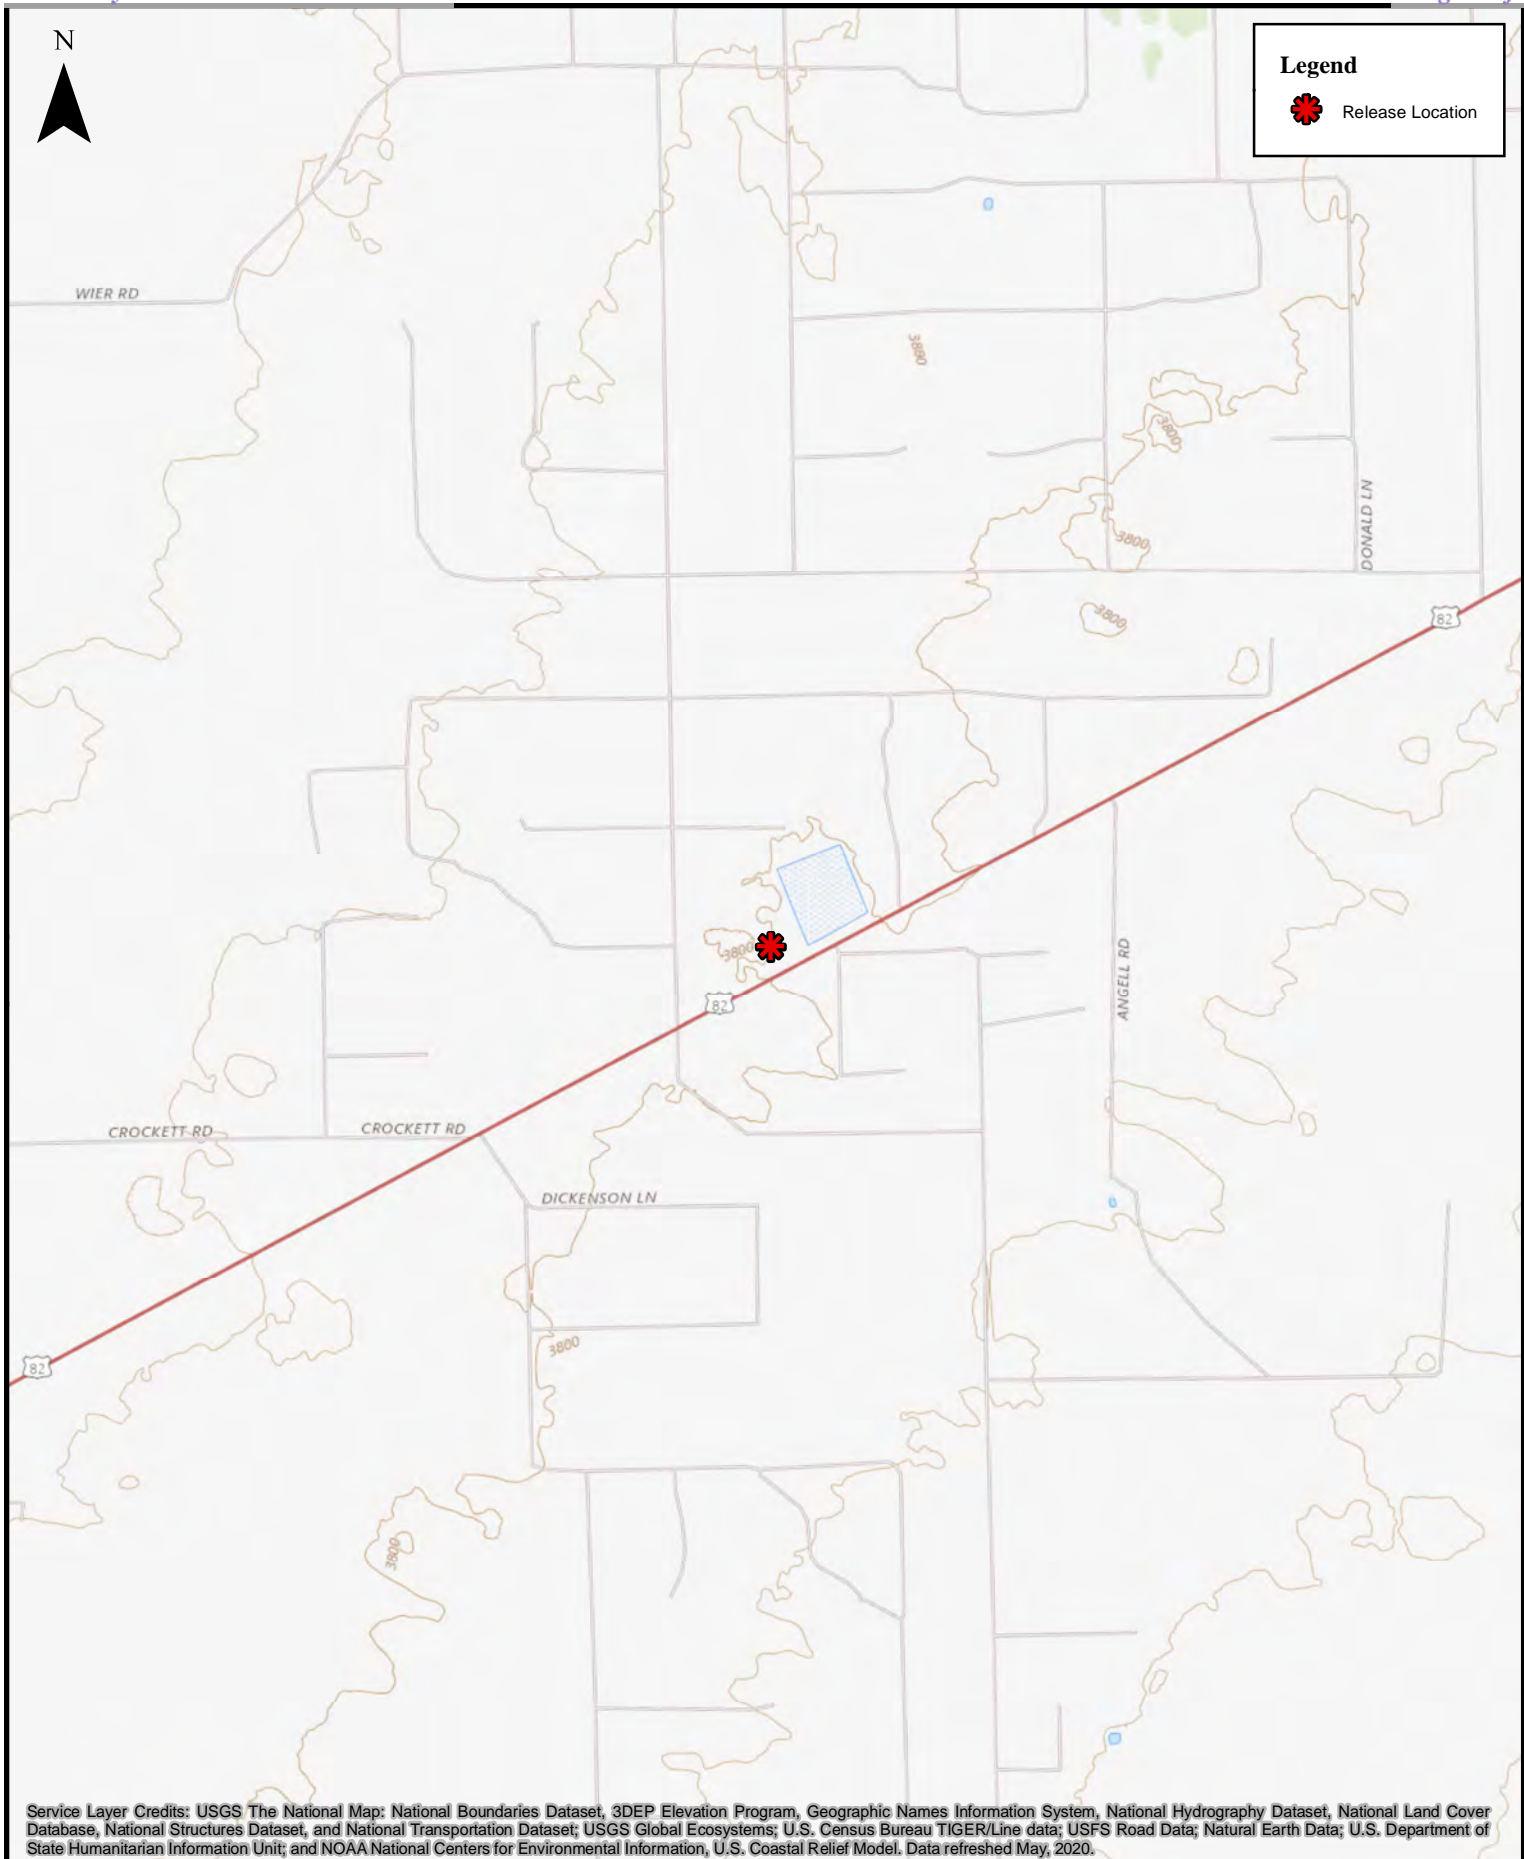 N
Legend
Release Location
WIER RD
3800
3800
DONALD LN
3800
3800
82
3800
ANGELL RD
82
CROCKETT RD
CROCKETT RD
DICKENSON LN
3800
82
3800
Service Layer Credits: USGS The National Map: National Boundaries Dataset, 3DEP Elevation Program, Geographic Names Information System, National Hydrography Dataset, National Land Cover
Database, National Structures Dataset, and National Transportation Dataset; USGS Global Ecosystems; U.S. Census Bureau TIGER/Line data; USFS Road Data; Natural Earth Data; U.S. Department of
State Humanitarian Information Unit; and NOAA National Centers for Environmental Information, U.S. Coastal Relief Model. Data refreshed May, 2020.